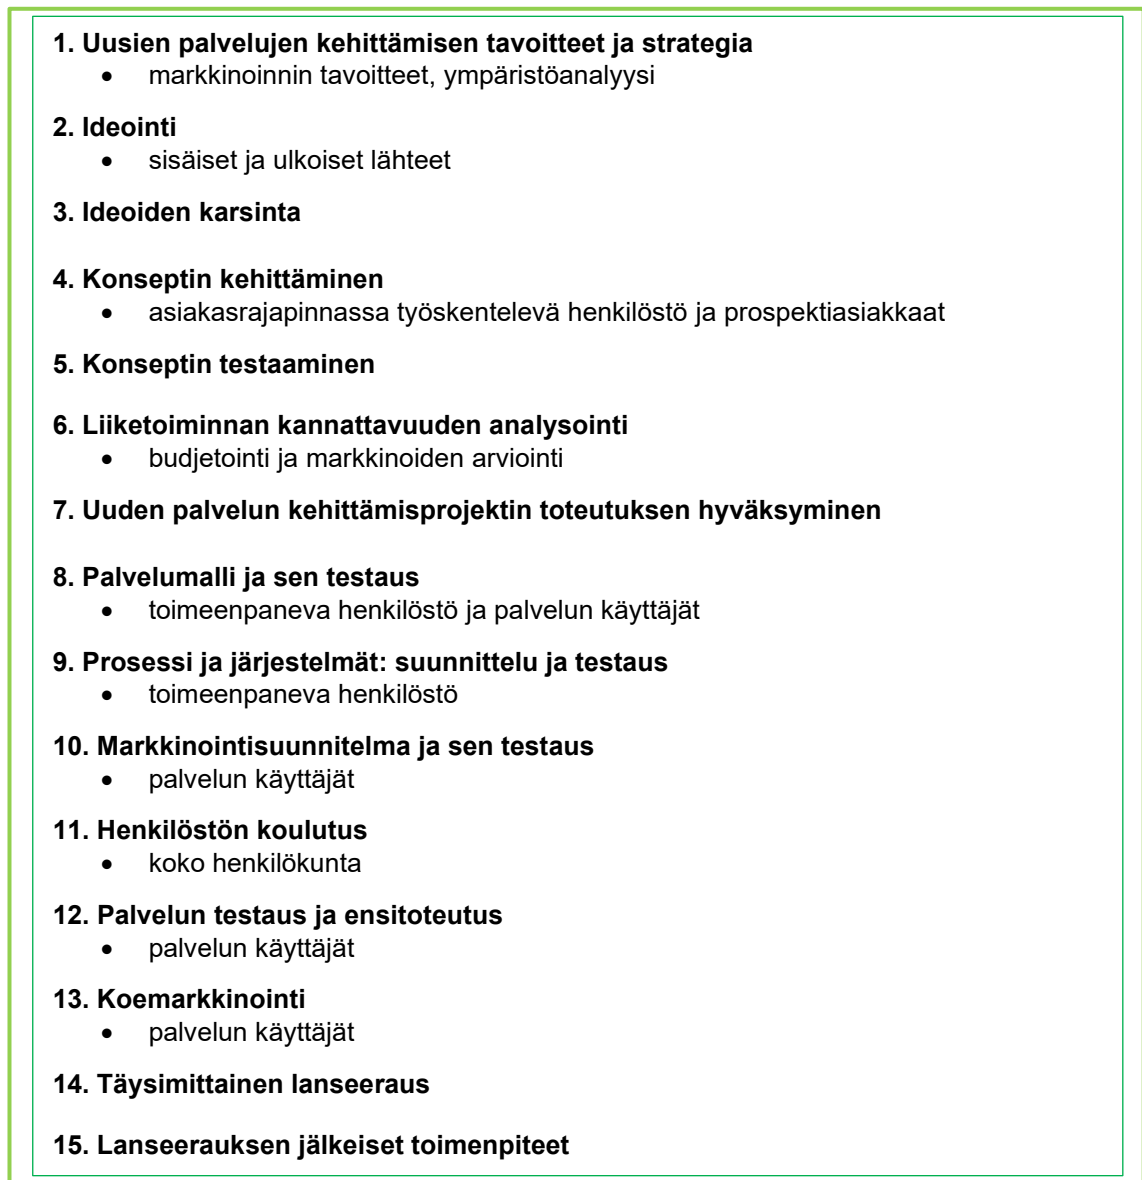 1. Uusien palvelujen kehittämisen tavoitteet ja strategia
• markkinoinnin tavoitteet, ympäristöanalyysi
2. Ideointi
• sisäiset ja ulkoiset lähteet
3. Ideoiden karsinta
4. Konseptin kehittäminen
• asiakasrajapinnassa työskentelevä henkilöstö ja prospektiasiakkaat
5. Konseptin testaaminen
6. Liiketoiminnan kannattavuuden analysointi
• budjetointi ja markkinoiden arviointi
7. Uuden palvelun kehittämisprojektin toteutuksen hyväksyminen
8. Palvelumalli ja sen testaus
• toimeenpaneva henkilöstö ja palvelun käyttäjät
9. Prosessi ja järjestelmät: suunnittelu ja testaus
• toimeenpaneva henkilöstö
10. Markkinointisuunnitelma ja sen testaus
• palvelun käyttäjät
11. Henkilöstön koulutus
• koko henkilökunta
12. Palvelun testaus ja ensitoteutus
• palvelun käyttäjät
13. Koemarkkinointi
• palvelun käyttäjät
14. Täysimittainen lanseeraus
15. Lanseerauksen jälkeiset toimenpiteet